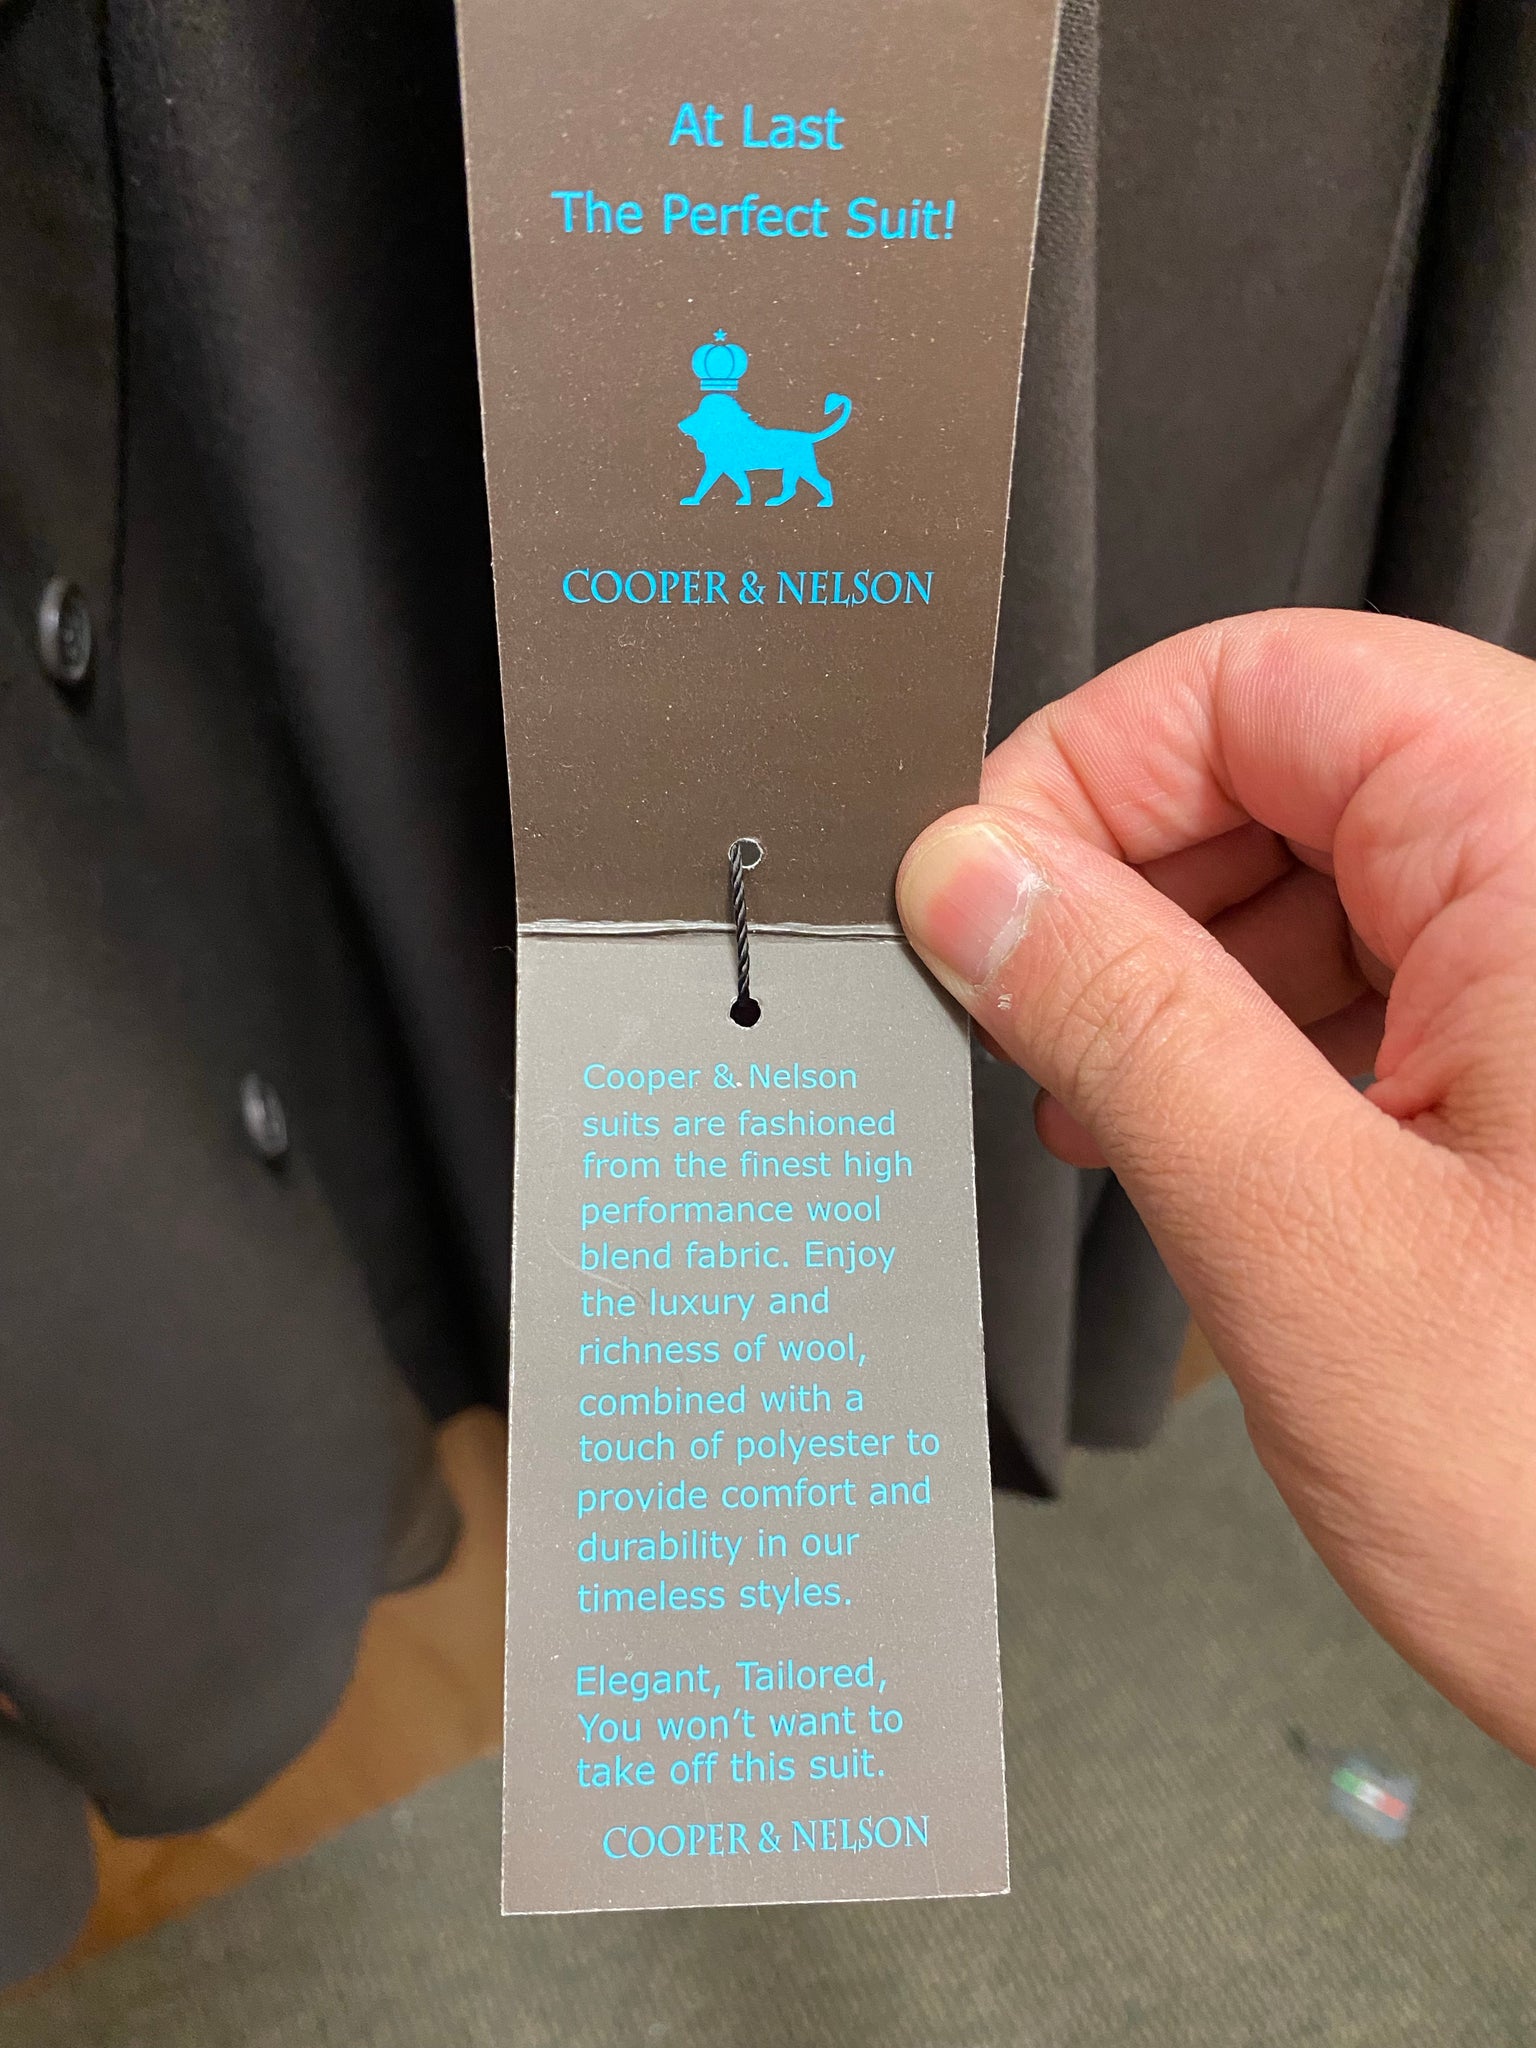 At Last
The Perfect Suit!
COOPER & NELSON
Cooper & Nelson
suits are fashioned
from the finest high
performance wool
blend fabric. Enjoy
the luxury and
richness of wool,
combined with a
touch of polyester to
provide comfort and
durability in our
timeless styles.
Elegant, Tailored,
You won't want to
take off this suit.
COOPER & NELSON